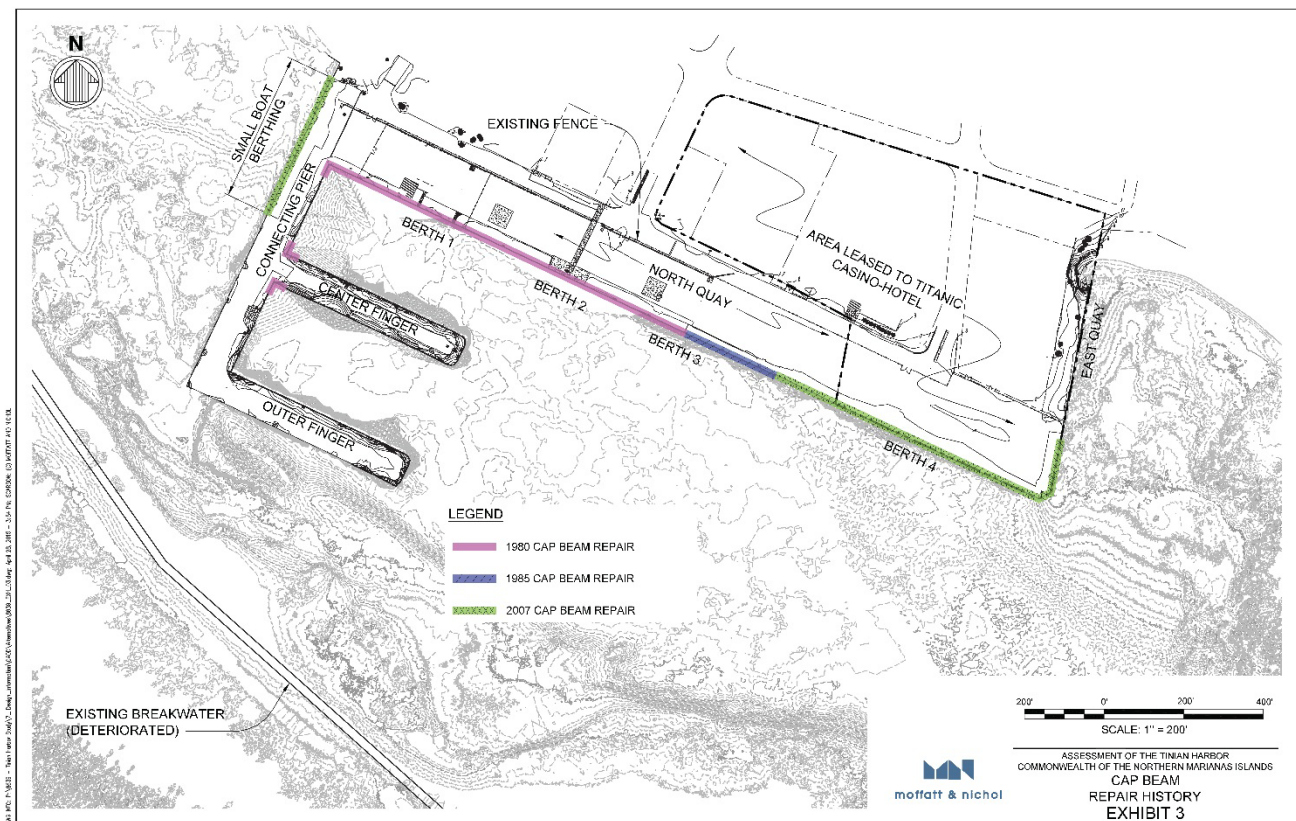 N
SMALL BOAT
BERTHING
CONNECTING PIER
EXISTING FENCE
BERTH 1
BERTH 2
BERTH 3
BERTH 4
NORTH QUAY
AREA LEASED TO TITANIC
CASINO-HOTEL
EAST QUAY
CENTER FINGER
OUTER FINGER
LEGEND
1980 CAP BEAM REPAIR
1985 CAP BEAM REPAIR
2007 CAP BEAM REPAIR
EXISTING BREAKWATER
(DETERIORATED)
200' 0' 200' 400'
SCALE: 1" = 200'
moffatt & nichol
ASSESSMENT OF THE TINIAN HARBOR
COMMONWEALTH OF THE NORTHERN MARIANAS ISLANDS
CAP BEAM
REPAIR HISTORY
EXHIBIT 3